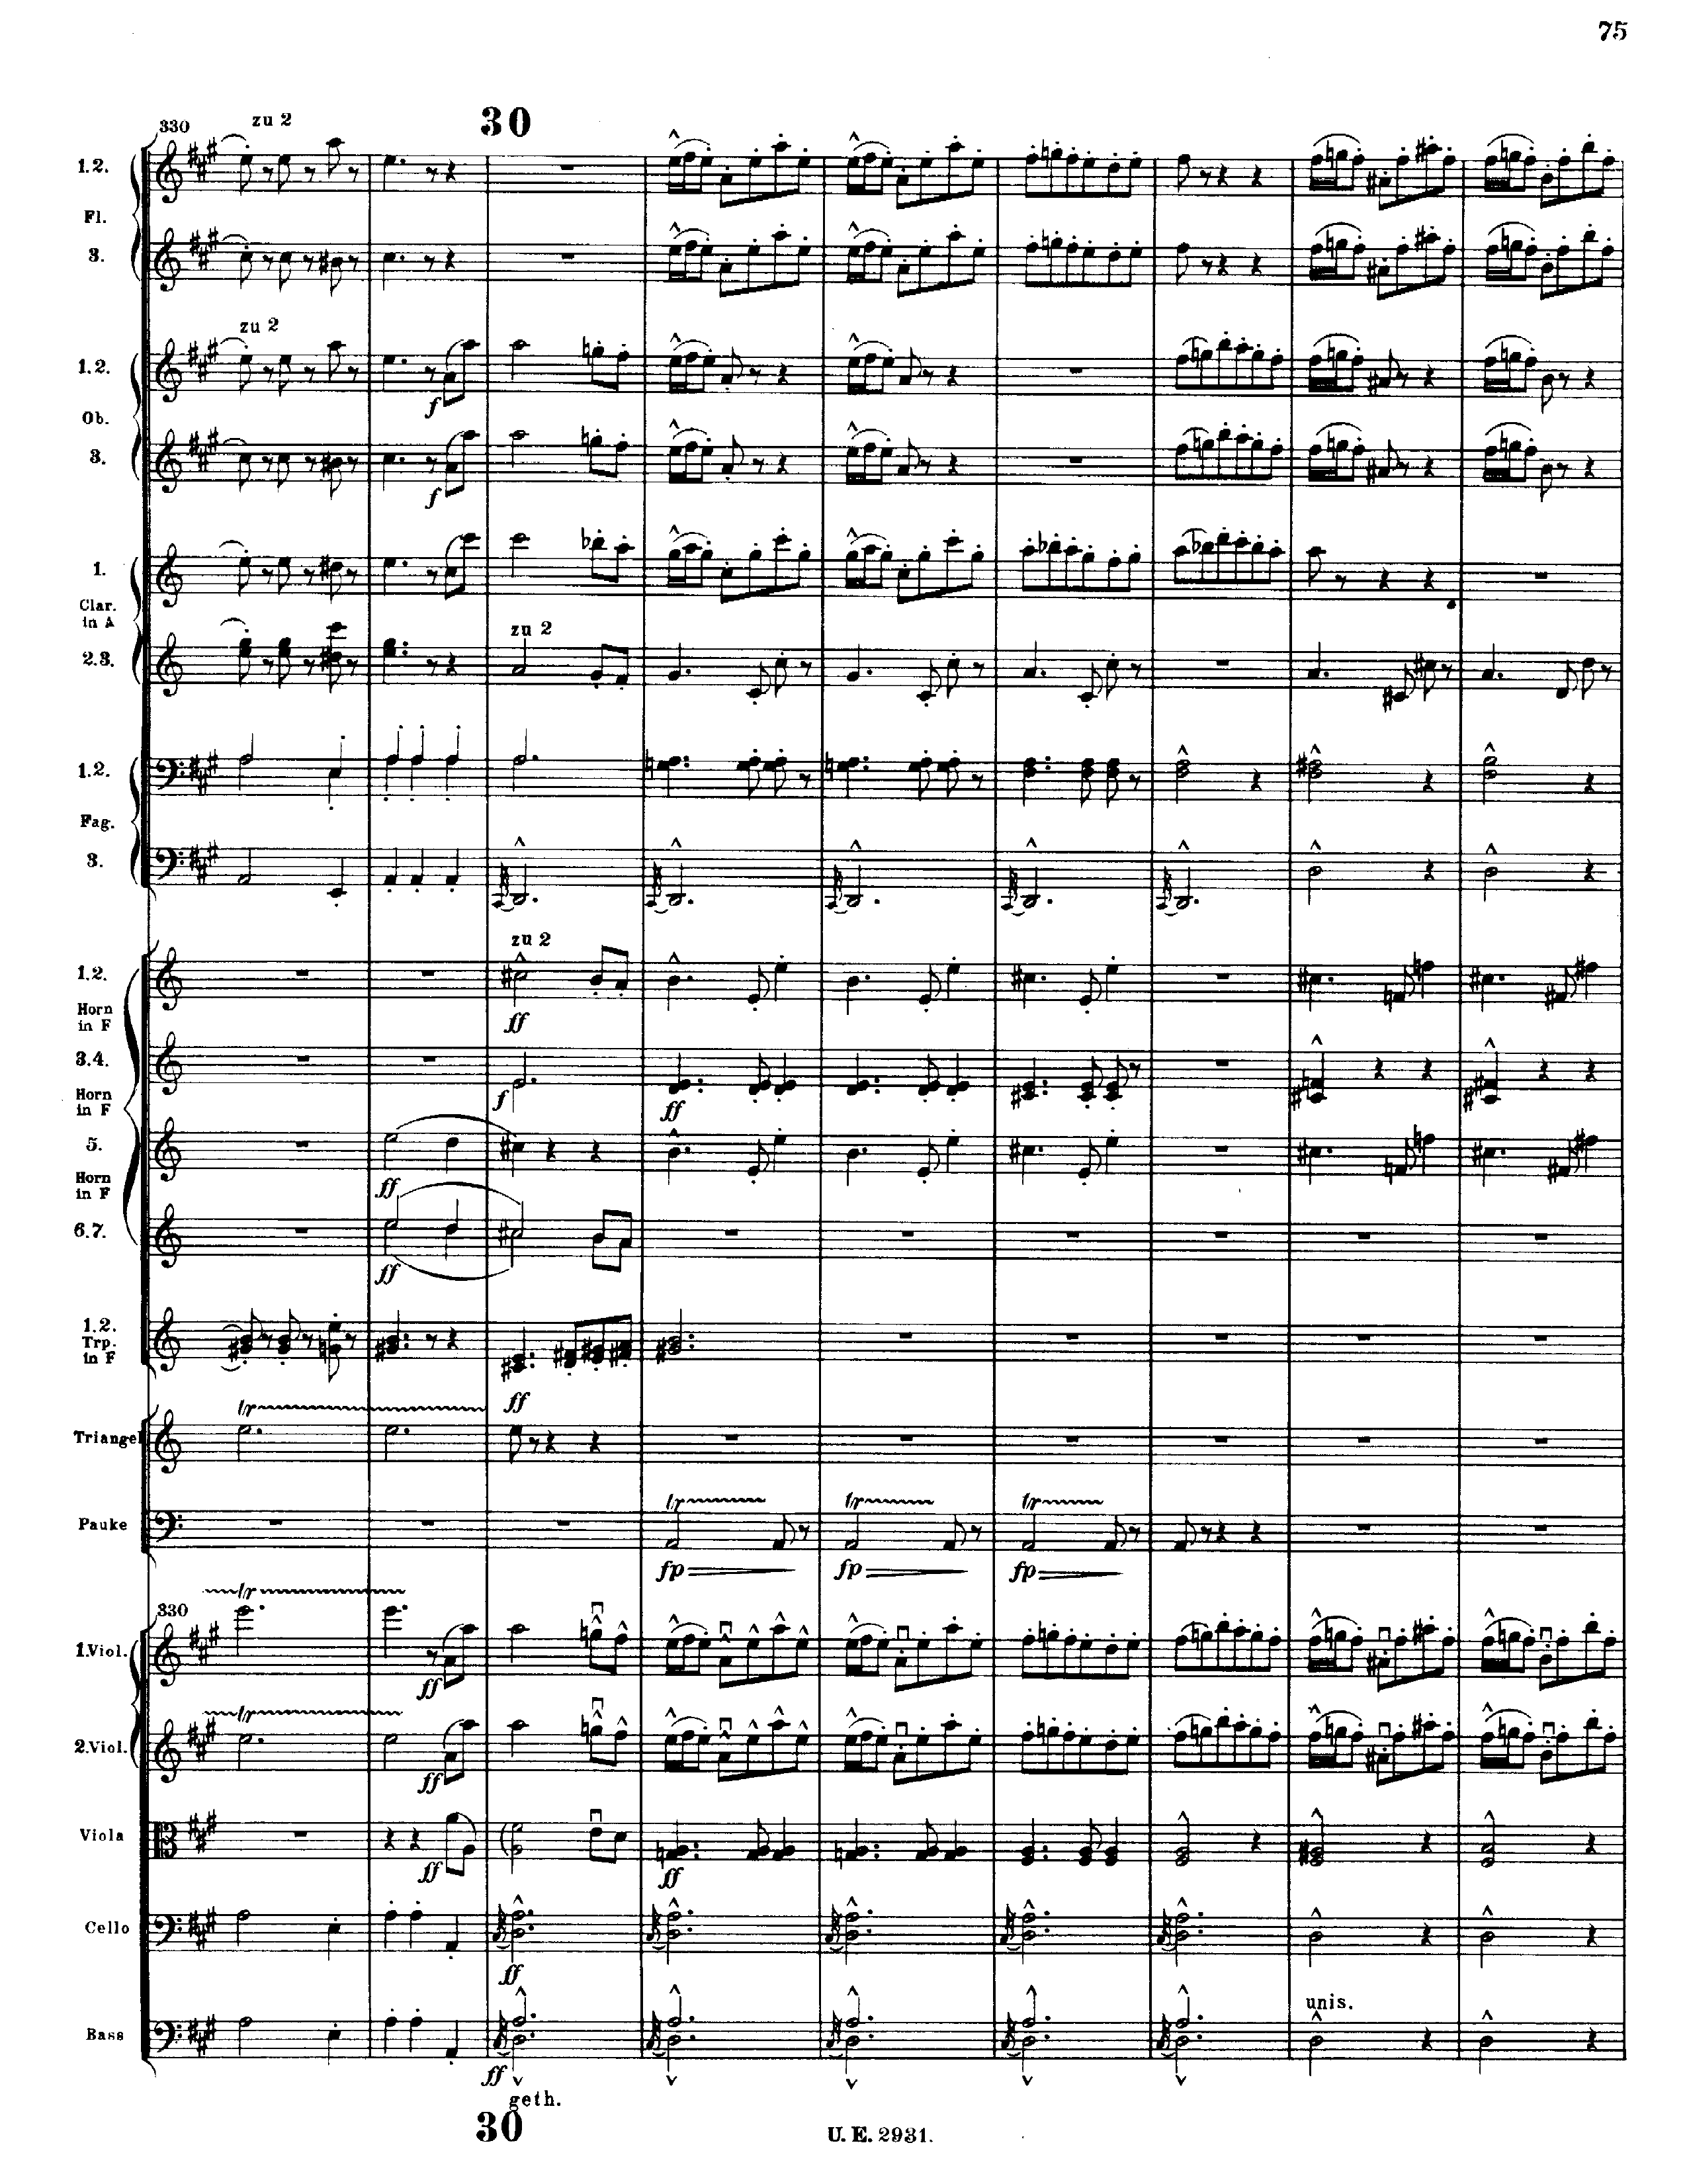 75
330 zu 2 30
1.2.
Fl.
3.
zu 2
1.2.
f
Ob.
3.
f
1.
Clar.
in A
zu 2
2.3.
1.2.
Fag.
3.
zu 2
1.2.
ff
Horn
in F
3.4.
f ff
Horn
in F
5.
ff
Horn
in F
6.7.
ff
1.2.
Trp.
in F
ff
tr
Triangel
tr tr tr
Pauke
fp fp fp
tr
330
1.Viol.
ff
tr
2.Viol.
ff
Viola
ff ff
Cello
ff
unis.
Bass
ff
geth.
30
U. E. 2931.